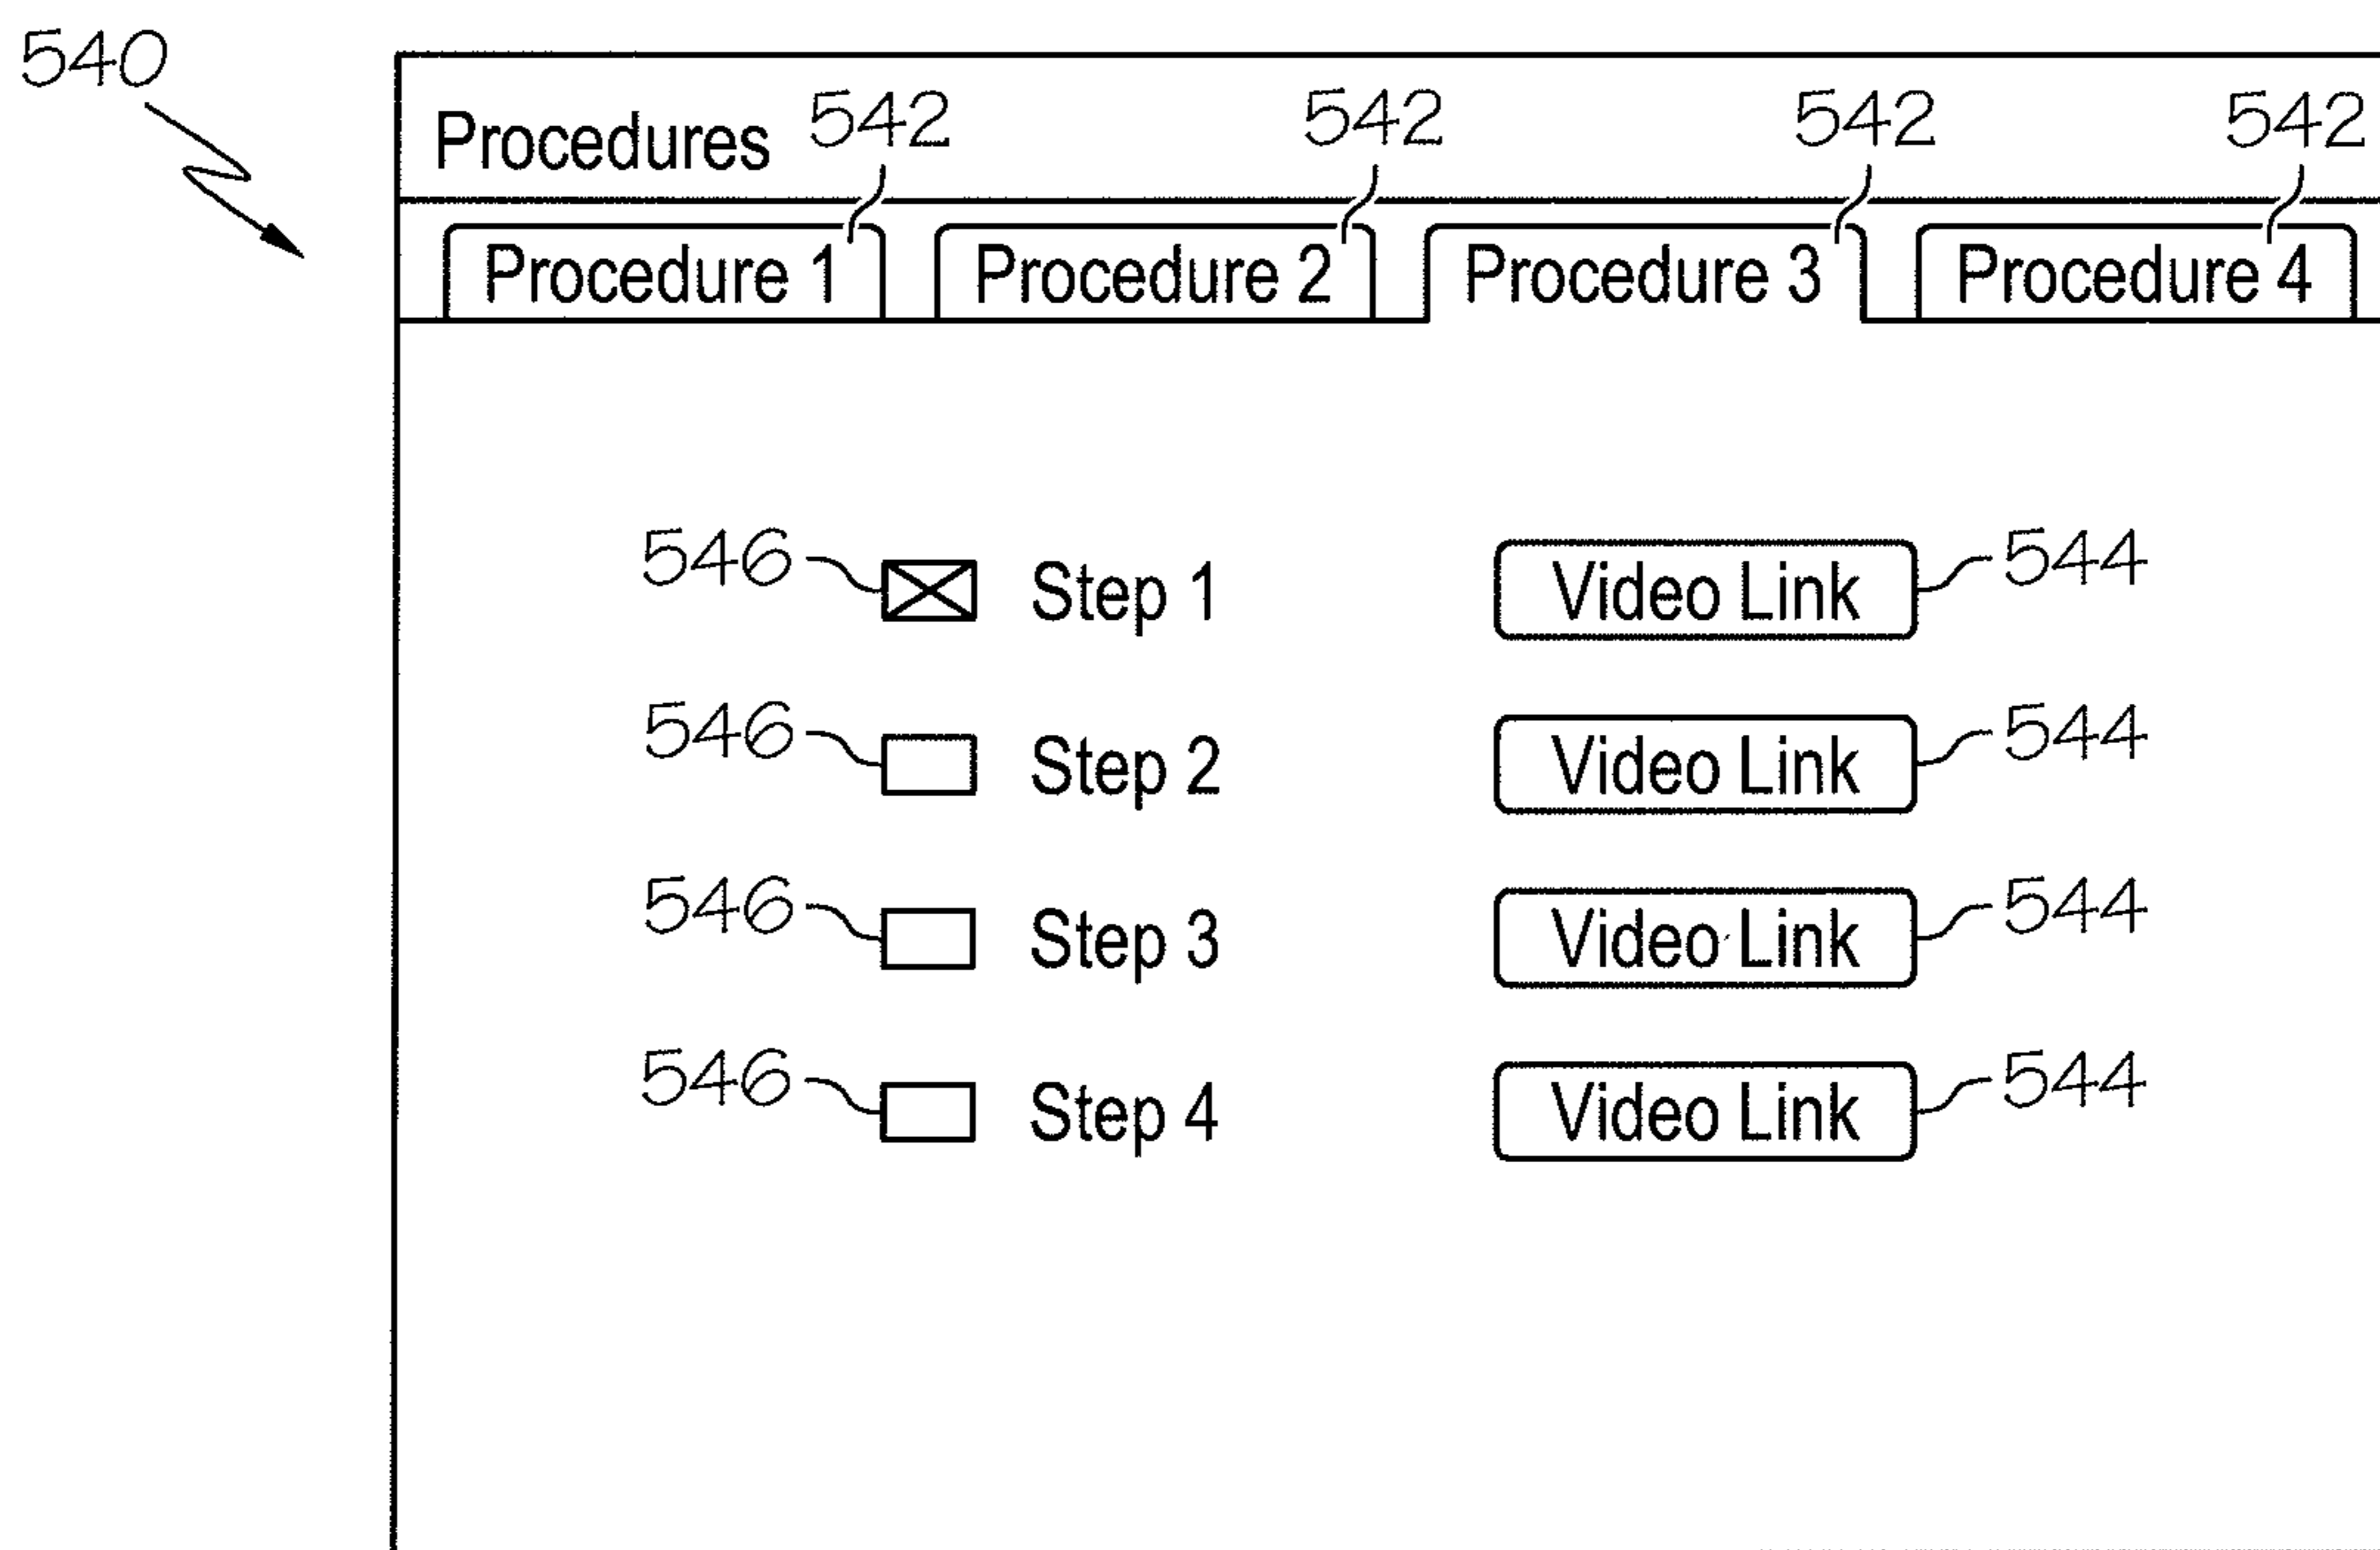 540
Procedures 542 542 542 542
Procedure 1 Procedure 2 Procedure 3 Procedure 4
546 Step 1 Video Link 544
546 Step 2 Video Link 544
546 Step 3 Video Link 544
546 Step 4 Video Link 544